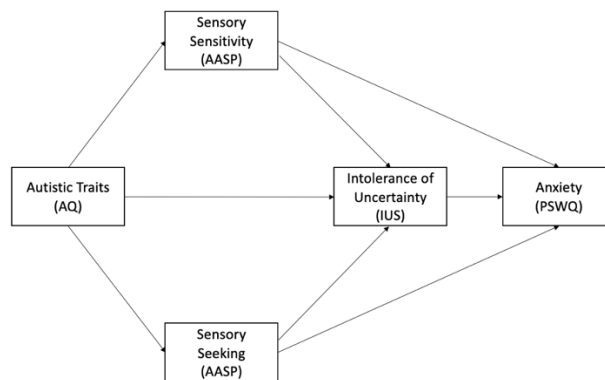 Sensory
Sensitivity
(AASP)
Autistic Traits
(AQ)
Intolerance of
Uncertainty
(IUS)
Anxiety
(PSWQ)
Sensory
Seeking
(AASP)